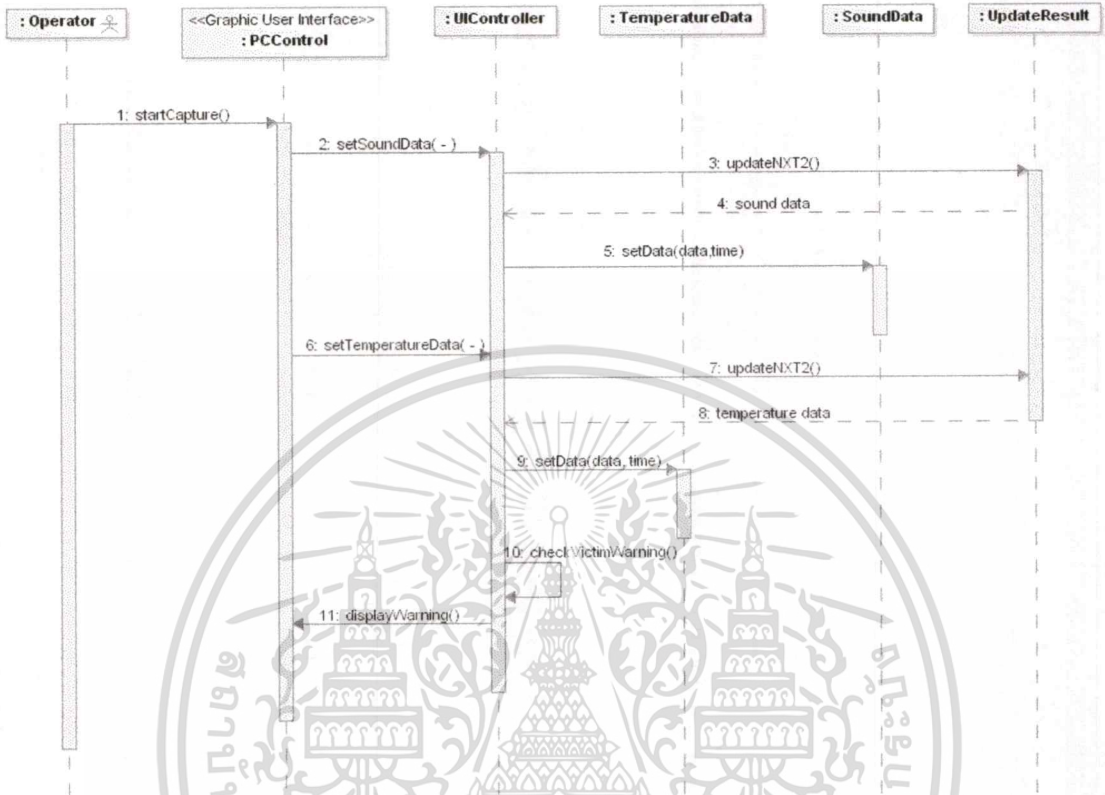 : Operator
<<Graphic User Interface>>
: PCControl
: UIController
: TemperatureData
: SoundData
: UpdateResult
1: startCapture()
2: setSoundData( - )
3: updateNXT2()
4: sound data
5: setData(data,time)
6: setTemperatureData( - )
7: updateNXT2()
8: temperature data
9: setData(data, time)
10: checkVictimWarning()
11: displayWarning()